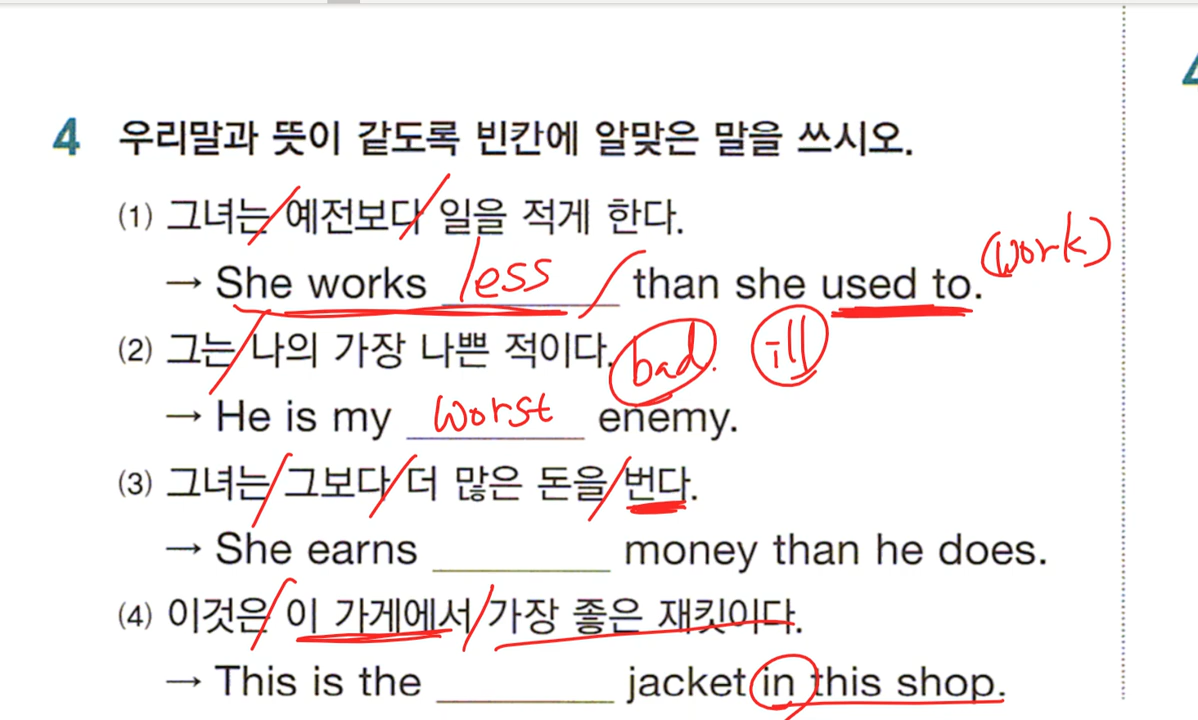 4 우리말과 뜻이 같도록 빈칸에 알맞은 말을 쓰시오.
(1) 그녀는 예전보다 일을 적게 한다.
→ She works less than she used to. (work)
(2) 그는 나의 가장 나쁜 적이다. bad. ill
→ He is my worst enemy.
(3) 그녀는 그보다 더 많은 돈을 번다.
→ She earns ________ money than he does.
(4) 이것은 이 가게에서 가장 좋은 재킷이다.
→ This is the ________ jacket in this shop.